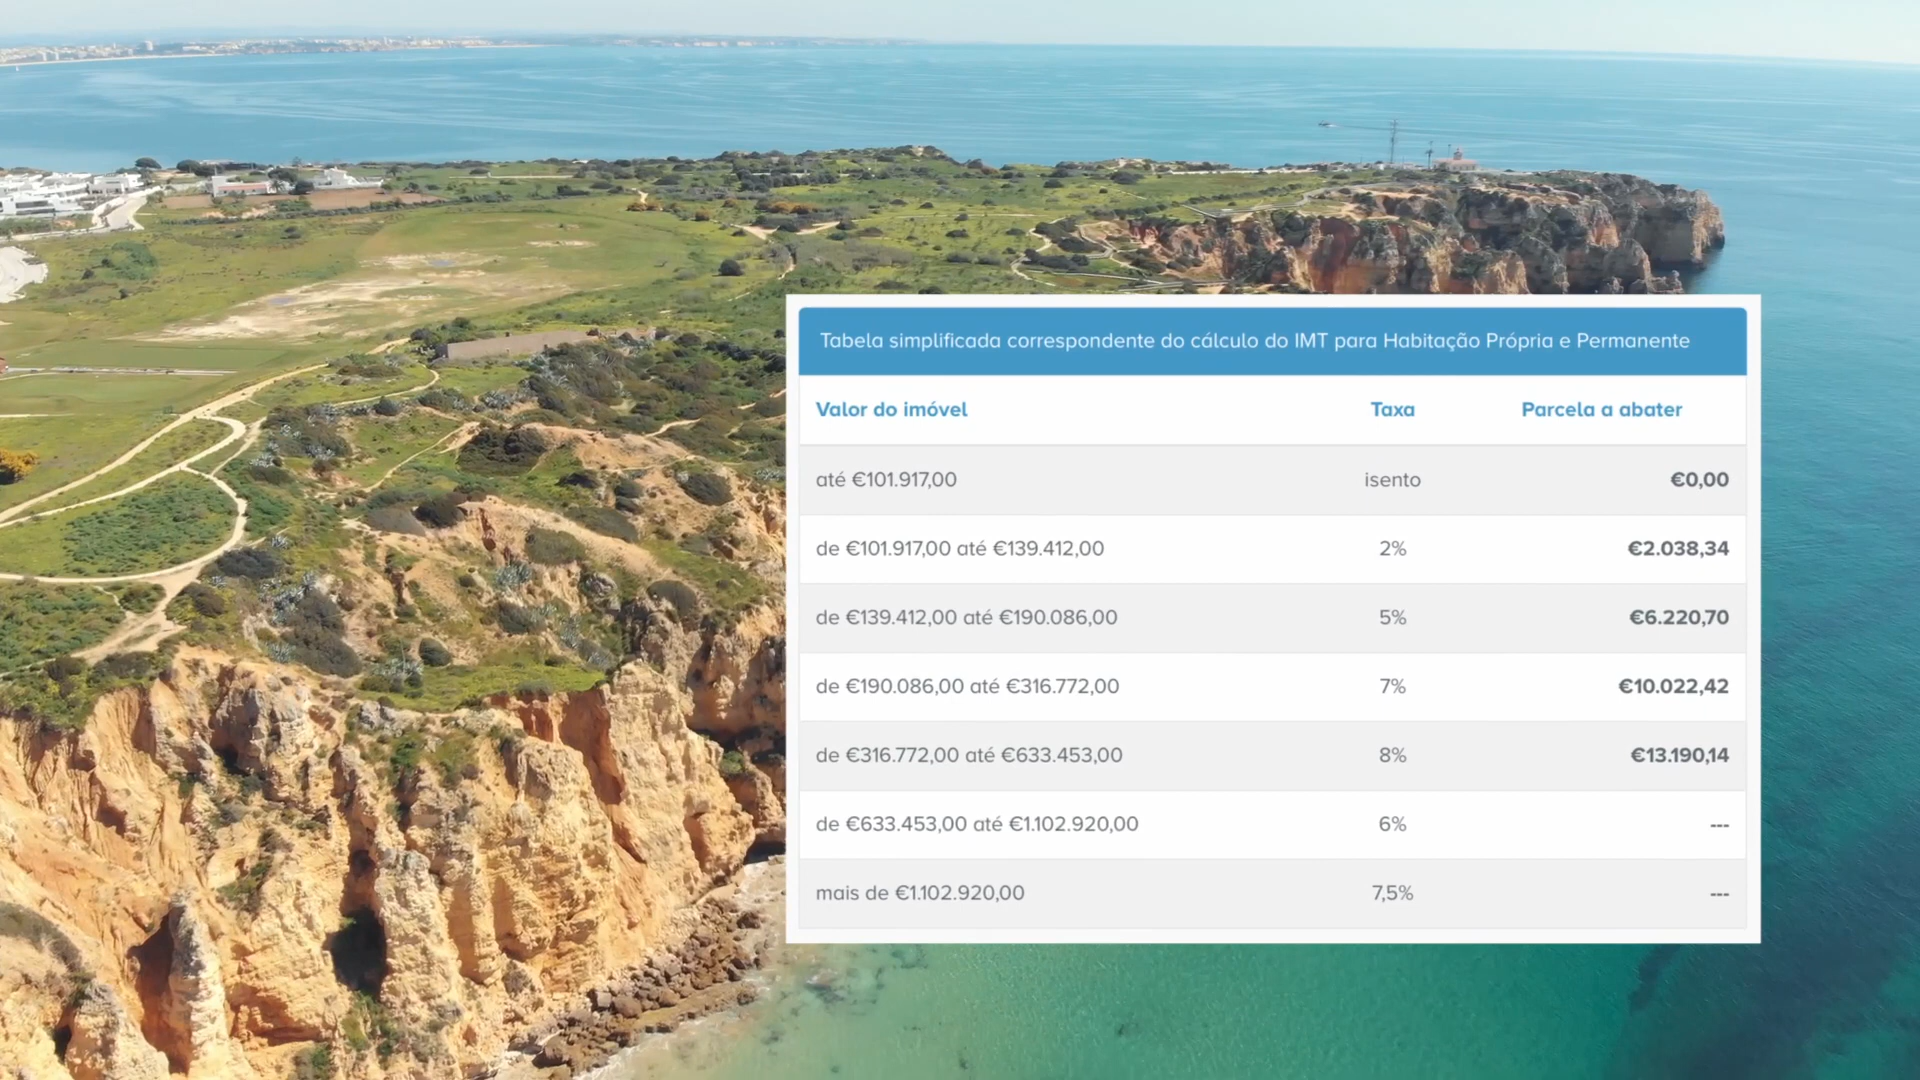 Tabela simplificada correspondente do cálculo do IMT para Habitação Própria e Permanente
Valor do imóvel Taxa Parcela a abater
até €101.917,00 isento €0,00
de €101.917,00 até €139.412,00 2% €2.038,34
de €139.412,00 até €190.086,00 5% €6.220,70
de €190.086,00 até €316.772,00 7% €10.022,42
de €316.772,00 até €633.453,00 8% €13.190,14
de €633.453,00 até €1.102.920,00 6% ---
mais de €1.102.920,00 7,5% ---